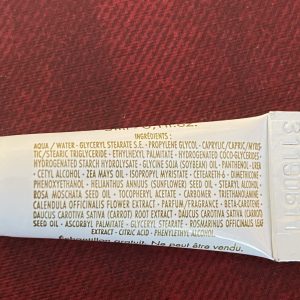 INGRÉDIENTS :
AQUA / WATER - GLYCERYL STEARATE S.E. - PROPYLENE GLYCOL - CAPRYLIC/CAPRIC/MYRIS-
TIC/STEARIC TRIGLYCERIDE - ETHYLHEXYL PALMITATE - HYDROGENATED COCO-GLYCERIDES -
HYDROGENATED STARCH HYDROLYSATE - GLYCINE SOJA (SOYBEAN) OIL - PANTHENOL - UREA
- CETYL ALCOHOL - ZEA MAYS OIL - ISOPROPYL MYRISTATE - CETEARETH-6 - DIMETHICONE -
PHENOXYETHANOL - HELIANTHUS ANNUUS (SUNFLOWER) SEED OIL - STEARYL ALCOHOL -
ROSA MOSCHATA SEED OIL - TOCOPHERYL ACETATE - CARBOMER - TRIETHANOLAMINE -
CALENDULA OFFICINALIS FLOWER EXTRACT - PARFUM/FRAGRANCE - BETA-CAROTENE -
DAUCUS CAROTA SATIVA (CARROT) ROOT EXTRACT - DAUCUS CAROTA SATIVA (CARROT)
SEED OIL - ASCORBYL PALMITATE - GLYCERYL STEARATE - ROSMARINUS OFFICINALIS LEAF
EXTRACT - CITRIC ACID - PHENYLETHYL ALCOHOL.
Échantillon gratuit. Ne peut être vendu.